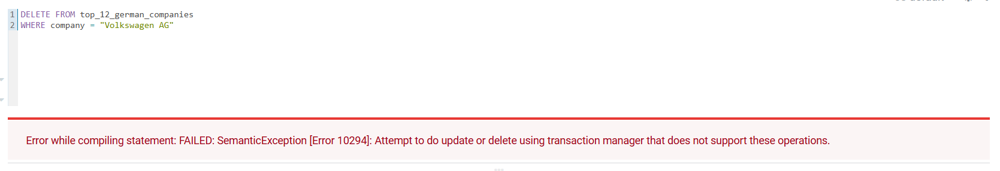 1 DELETE FROM top_12_german_companies
2 WHERE company = "Volkswagen AG"
Error while compiling statement: FAILED: SemanticException [Error 10294]: Attempt to do update or delete using transaction manager that does not support these operations.